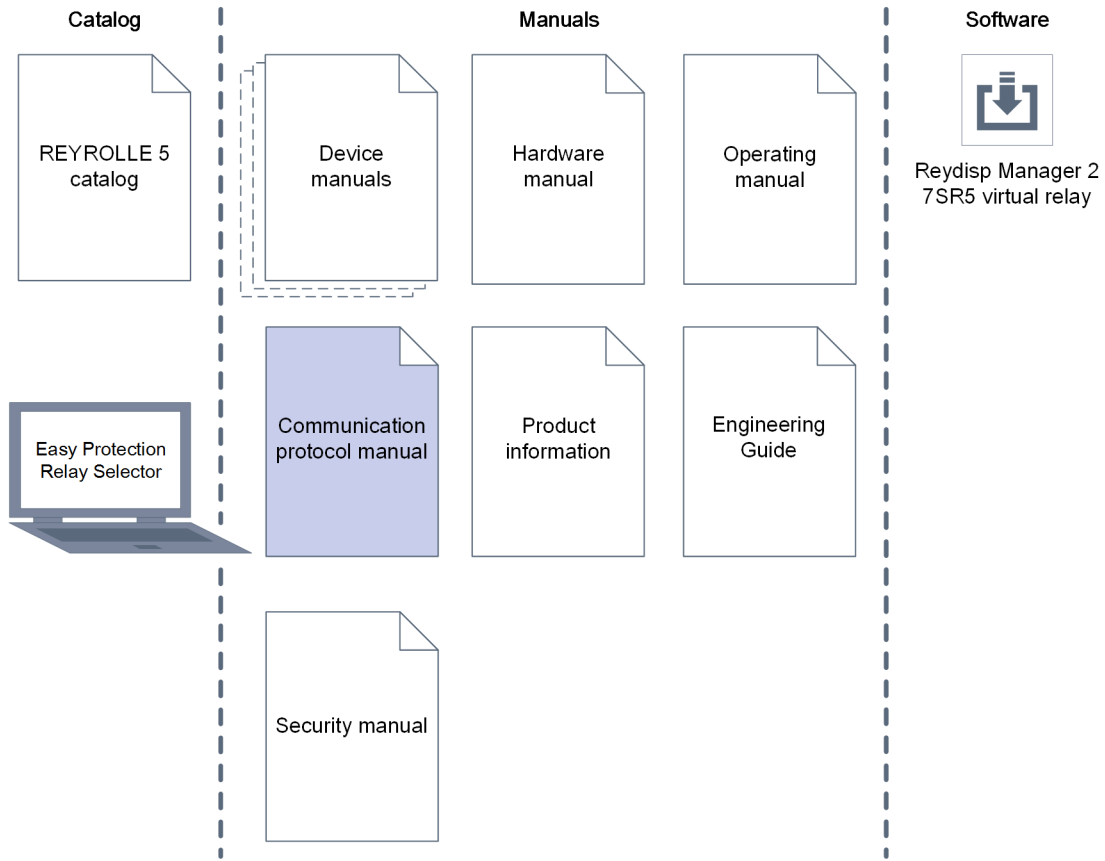 Catalog
Manuals
Software
REYROLLE 5
catalog
Device
manuals
Hardware
manual
Operating
manual
Reydisp Manager 2
7SR5 virtual relay
Easy Protection
Relay Selector
Communication
protocol manual
Product
information
Engineering
Guide
Security manual